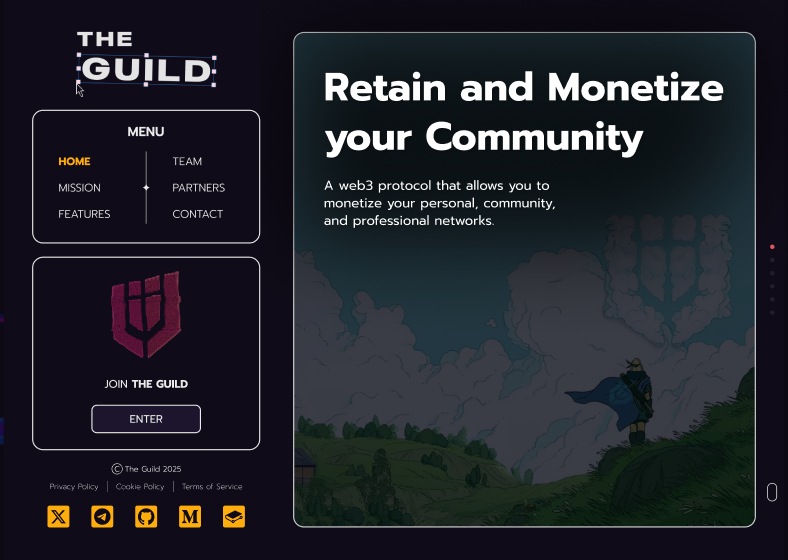 THE
GUILD
MENU
HOME
MISSION
FEATURES
TEAM
PARTNERS
CONTACT
JOIN THE GUILD
ENTER
© The Guild 2025
Privacy Policy
Cookie Policy
Terms of Service
Retain and Monetize
your Community
A web3 protocol that allows you to
monetize your personal, community,
and professional networks.